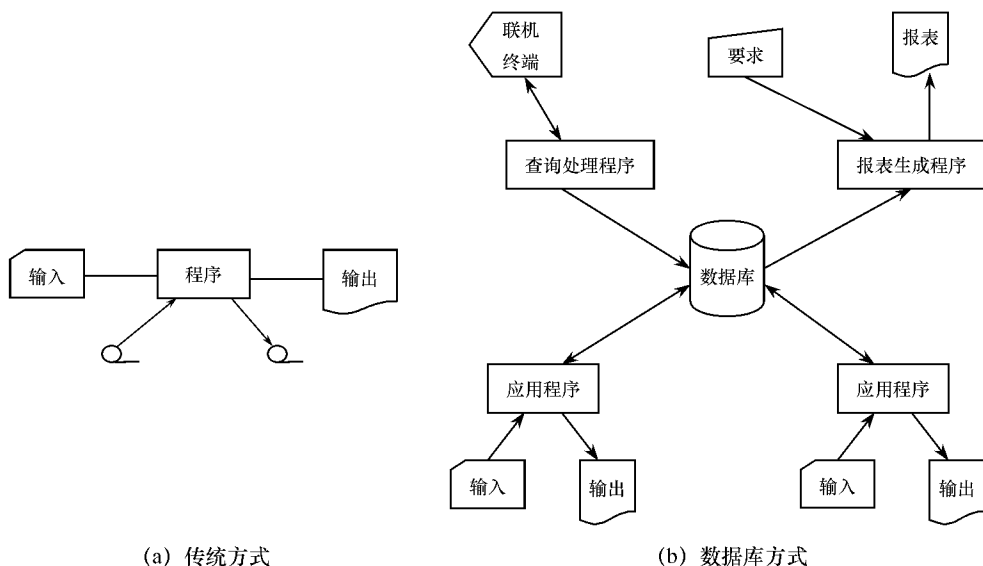 联机
终端
要求
报表
查询处理程序
报表生成程序
输入
程序
输出
数据库
应用程序
应用程序
输入
输出
输入
输出
(a) 传统方式
(b) 数据库方式